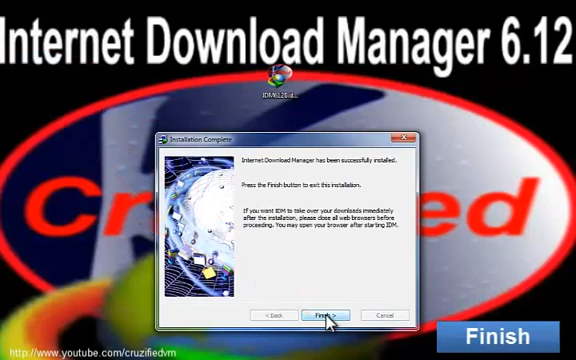 Internet Download Manager 6.12
IDM612Bid...
Installation Complete
Internet Download Manager has been successfully installed.
Press the Finish button to exit this installation.
If you want IDM to take over your downloads immediately
after the installation, please close all web browsers before
proceeding. You may open your browser after starting IDM.
< Back
Finish >
Cancel
Finish
http://www.youtube.com/cruzifiedvm